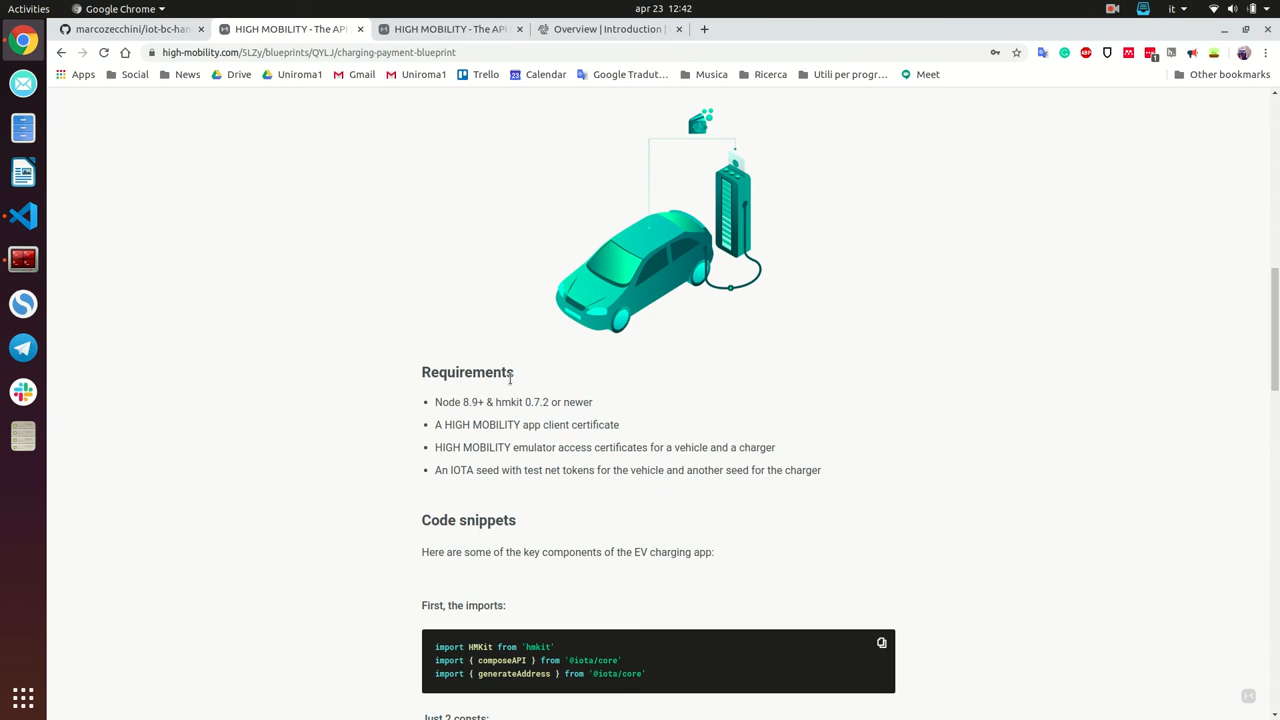 Activities
Google Chrome
apr 23 12:42
it
marcozecchini/iot-bc-han
HIGH MOBILITY - The API
HIGH MOBILITY - The API
Overview | Introduction |
high-mobility.com/SLZy/blueprints/QYLJ/charging-payment-blueprint
Apps
Social
News
Drive
Uniroma1
Gmail
Uniroma1
Trello
Calendar
Google Tradut...
Musica
Ricerca
Utili per progr...
Meet
Other bookmarks
Requirements
• Node 8.9+ & hmkit 0.7.2 or newer
• A HIGH MOBILITY app client certificate
• HIGH MOBILITY emulator access certificates for a vehicle and a charger
• An IOTA seed with test net tokens for the vehicle and another seed for the charger
Code snippets
Here are some of the key components of the EV charging app:
First, the imports:
import HMKit from 'hmkit'
import { composeAPI } from '@iota/core'
import { generateAddress } from '@iota/core'
Just 2 consts: